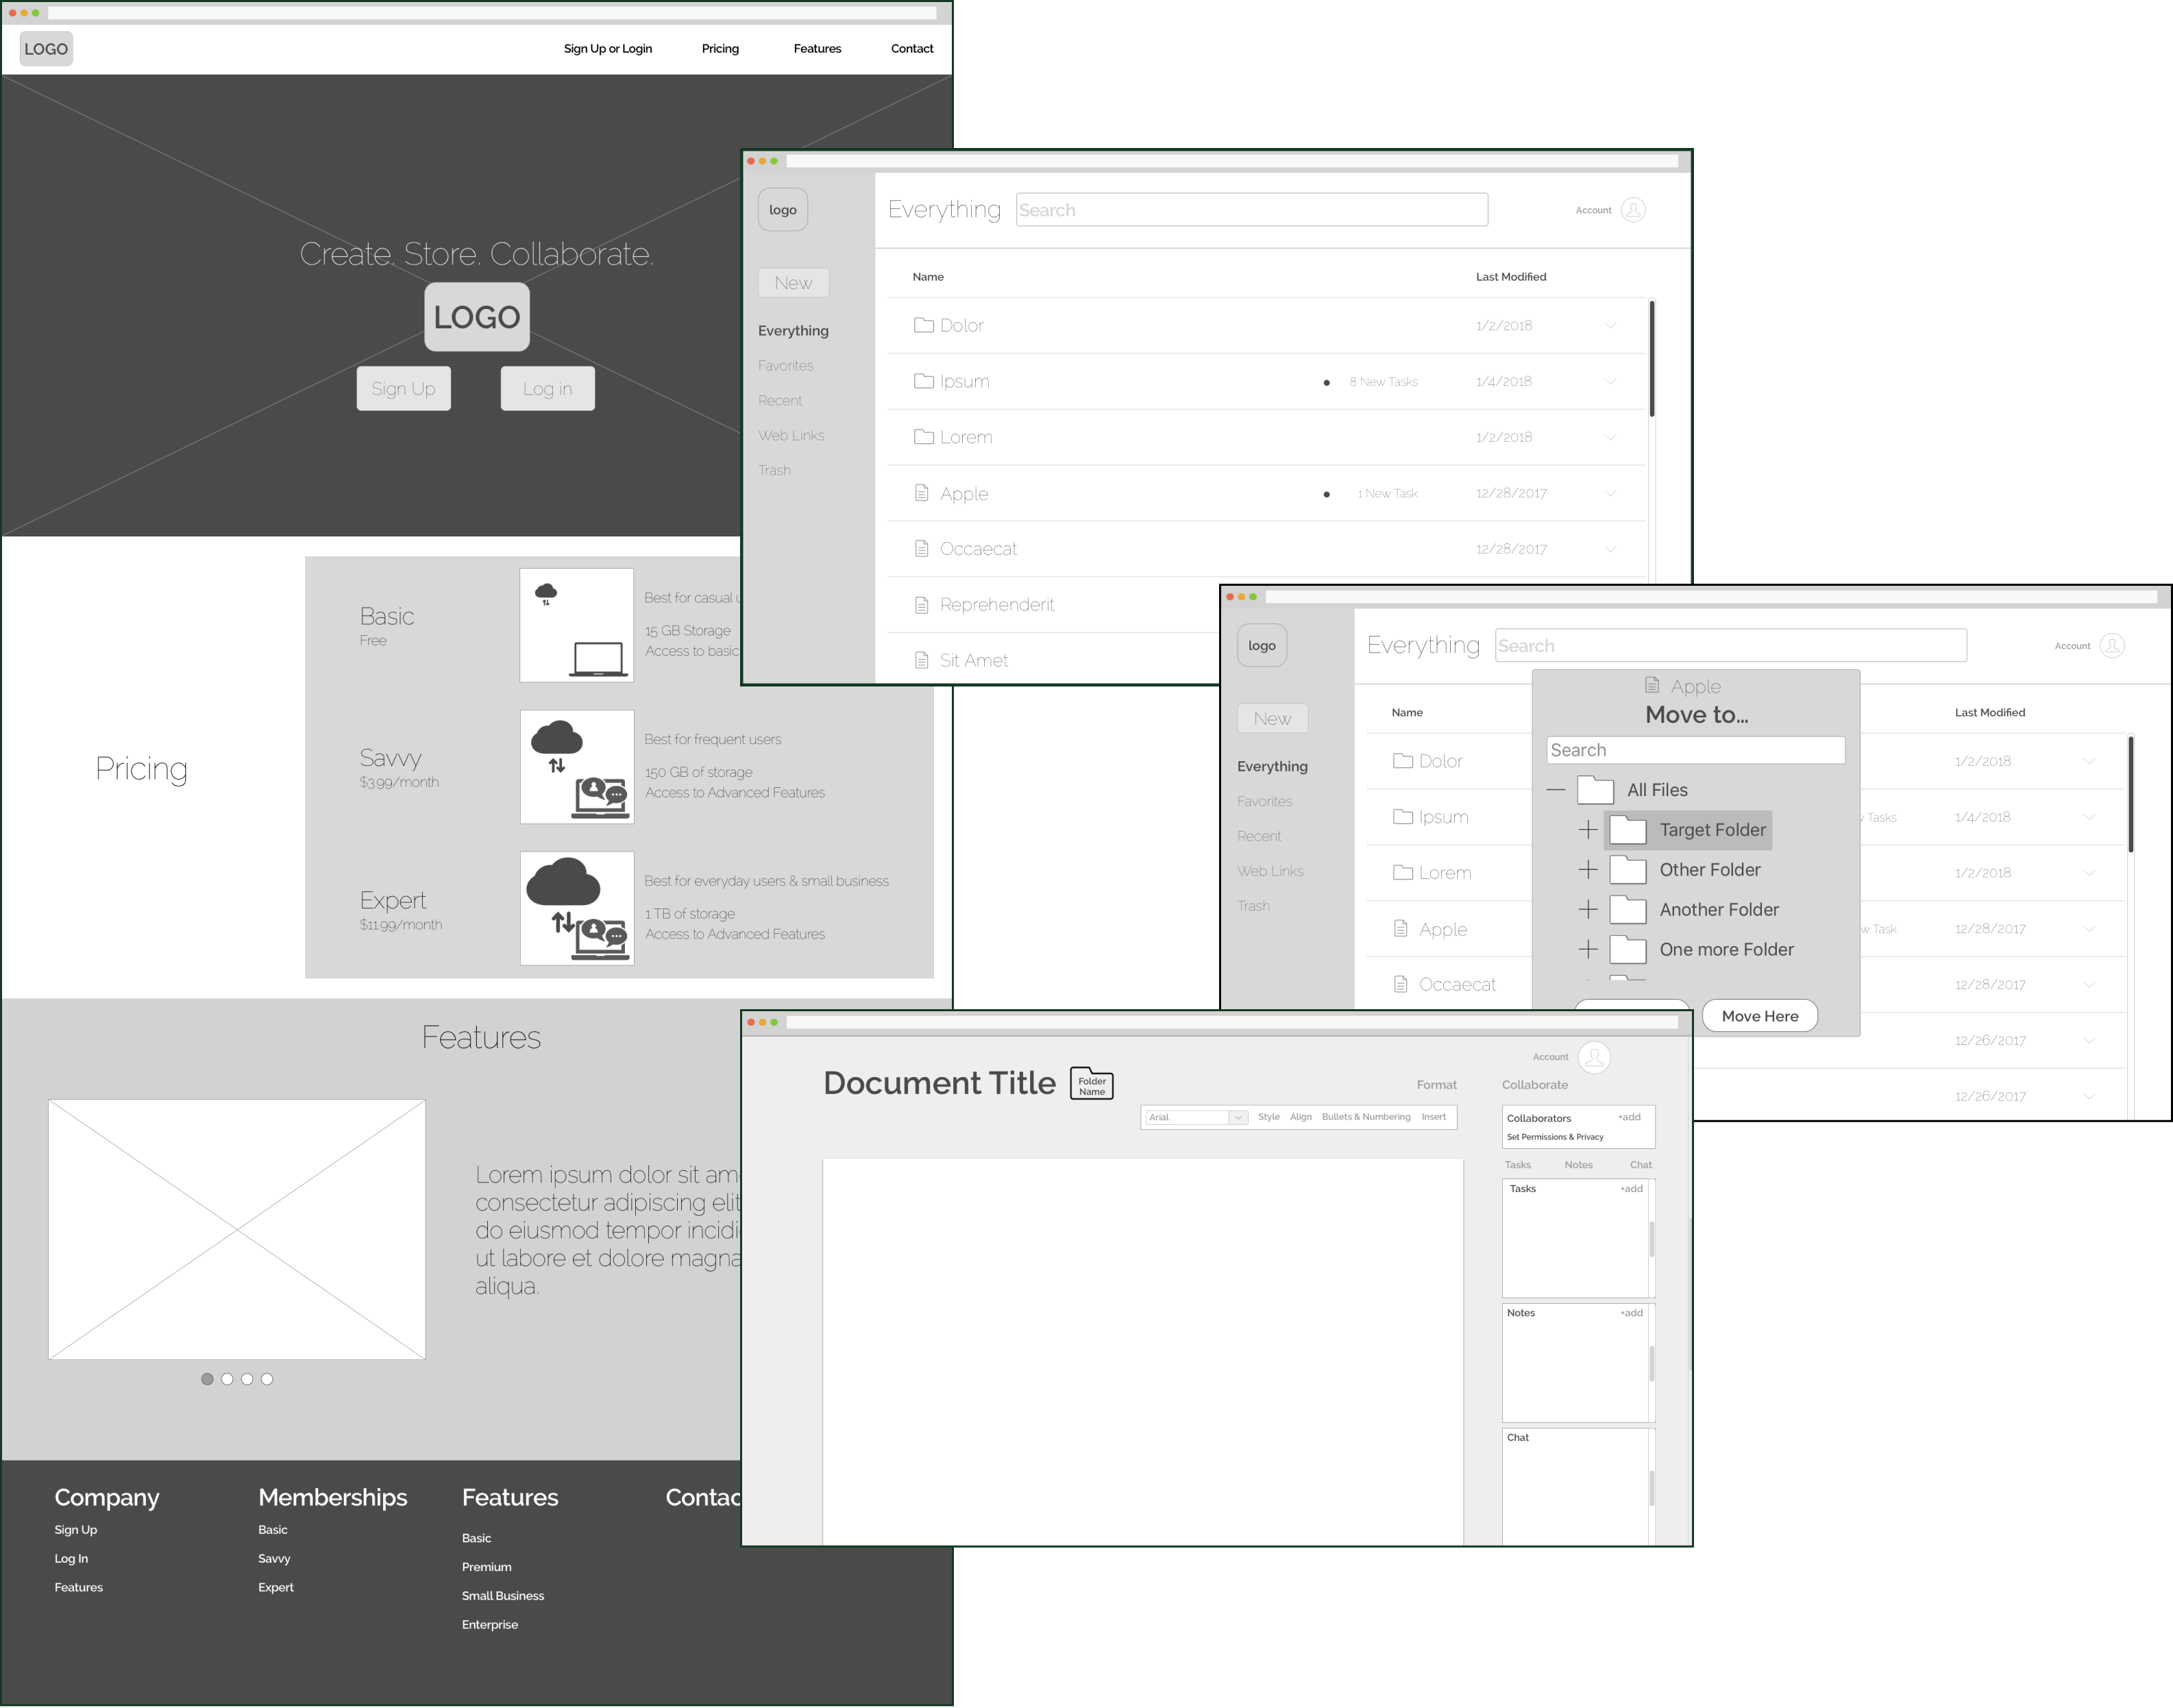 LOGO
Sign Up or Login
Pricing
Features
Contact
Create. Store. Collaborate.
LOGO
Sign Up
Log in
Pricing
Basic
Free
Best for casual
15 GB Storage
Access to basic
Savvy
$3.99/month
Best for frequent users
150 GB of storage
Access to Advanced Features
Expert
$11.99/month
Best for everyday users & small business
1 TB of storage
Access to Advanced Features
Features
Lorem ipsum dolor sit am
consectetur adipiscing elit
do eiusmod tempor incidi
ut labore et dolore magna
aliqua.
Company
Sign Up
Log In
Features
Memberships
Basic
Savvy
Expert
Features
Basic
Premium
Small Business
Enterprise
Contac
logo
New
Everything
Favorites
Recent
Web Links
Trash
Everything
Search
Account
Name
Last Modified
Dolor
1/2/2018
Ipsum
8 New Tasks
1/4/2018
Lorem
1/2/2018
Apple
1 New Task
12/28/2017
Occaecat
12/28/2017
Reprehenderit
Sit Amet
logo
New
Everything
Favorites
Recent
Web Links
Trash
Everything
Search
Account
Name
Last Modified
Dolor
1/2/2018
Ipsum
Tasks
1/4/2018
Lorem
1/2/2018
Apple
w Task
12/28/2017
Occaecat
12/28/2017
12/26/2017
12/26/2017
Apple
Move to...
Search
All Files
Target Folder
Other Folder
Another Folder
One more Folder
Move Here
Document Title
Folder
Name
Account
Format
Collaborate
Arial
Style
Align
Bullets & Numbering
Insert
Collaborators
+add
Set Permissions & Privacy
Tasks
Notes
Chat
Tasks
+add
Notes
+add
Chat